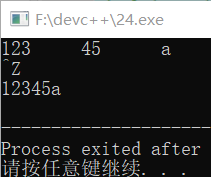 F:\devc++\24.exe
123 45 a
^Z
12345a
--------------------------------
Process exited after
请按任意键继续. . .